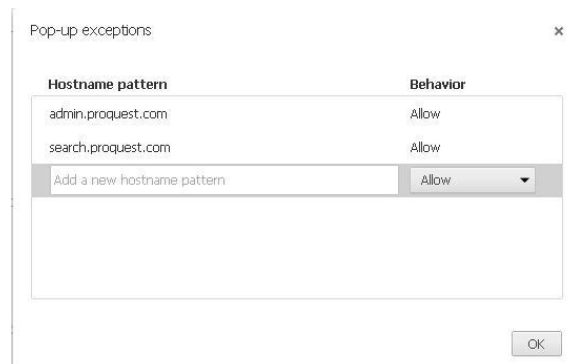 Pop-up exceptions
Hostname pattern Behavior
admin.proquest.com Allow
search.proquest.com Allow
Add a new hostname pattern Allow
OK